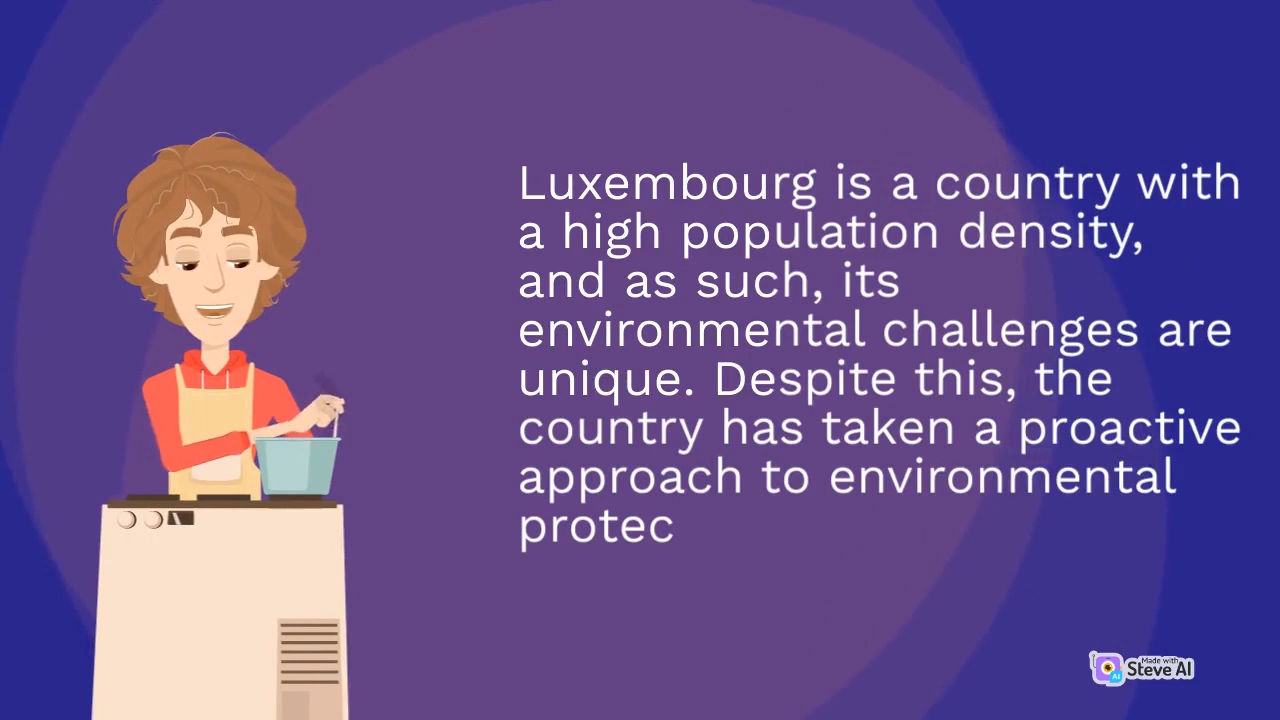 Luxembourg is a country with
a high population density,
and as such, its
environmental challenges are
unique. Despite this, the
country has taken a proactive
approach to environmental
protec
Made with
Steve AI
AI